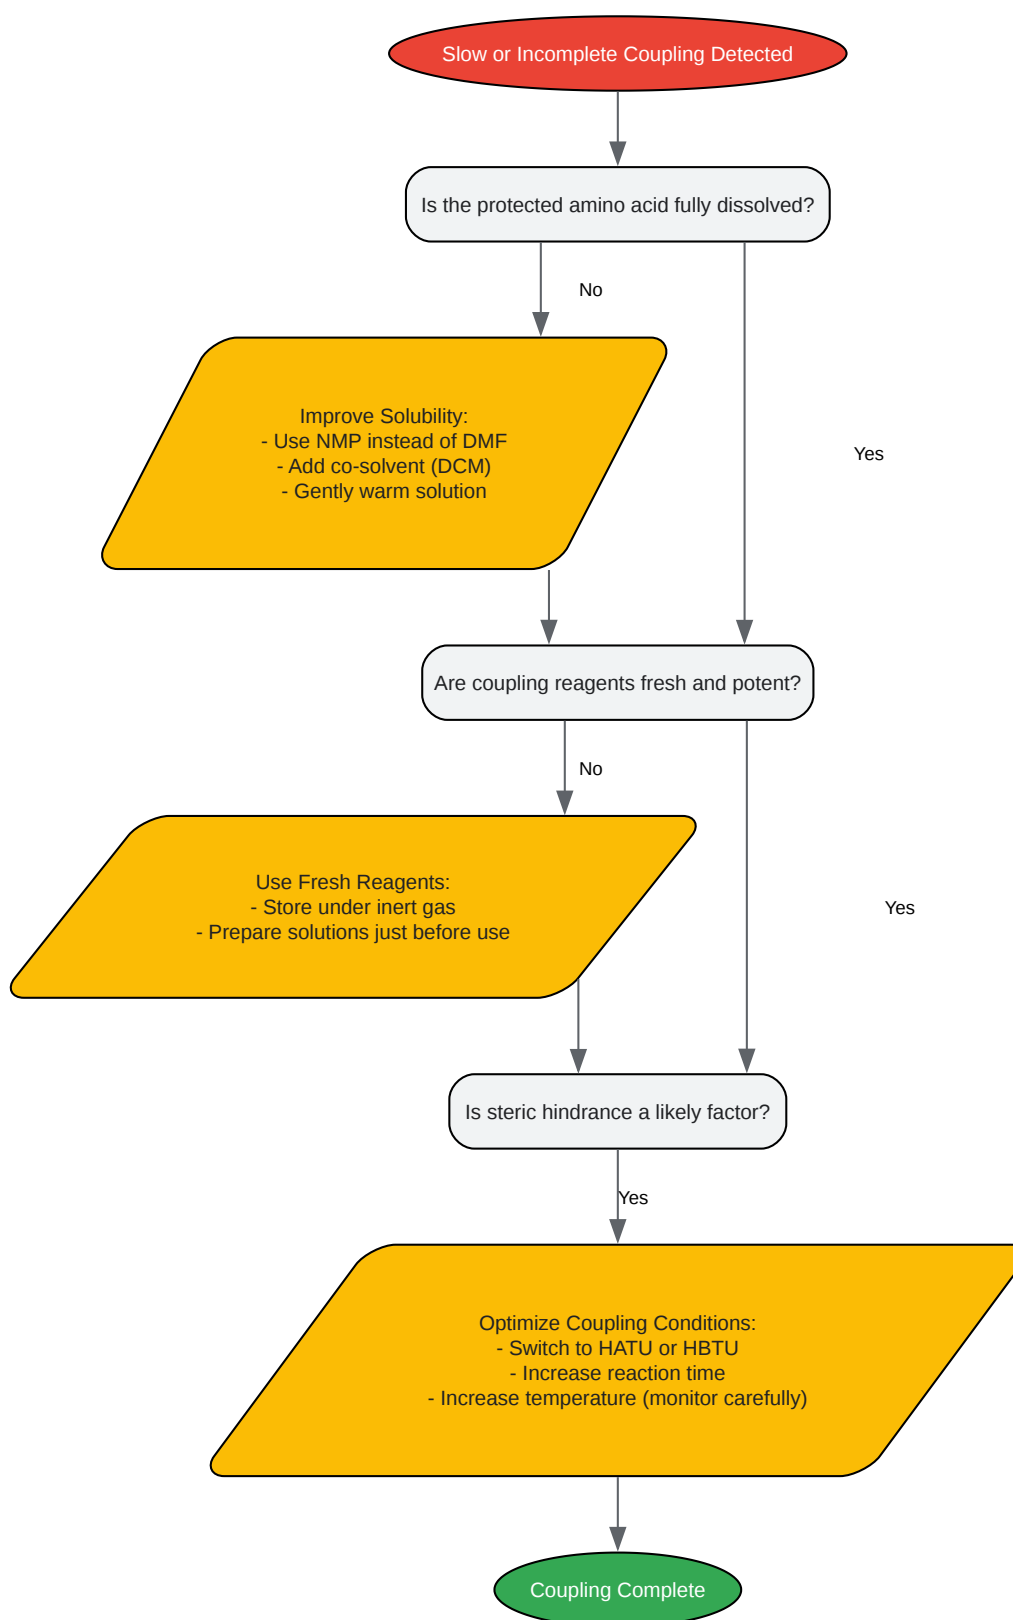 Slow or Incomplete Coupling Detected
Is the protected amino acid fully dissolved?
No
Improve Solubility:
- Use NMP instead of DMF
- Add co-solvent (DCM)
- Gently warm solution
Yes
Are coupling reagents fresh and potent?
No
Use Fresh Reagents:
- Store under inert gas
- Prepare solutions just before use
Yes
Is steric hindrance a likely factor?
Yes
Optimize Coupling Conditions:
- Switch to HATU or HBTU
- Increase reaction time
- Increase temperature (monitor carefully)
Coupling Complete